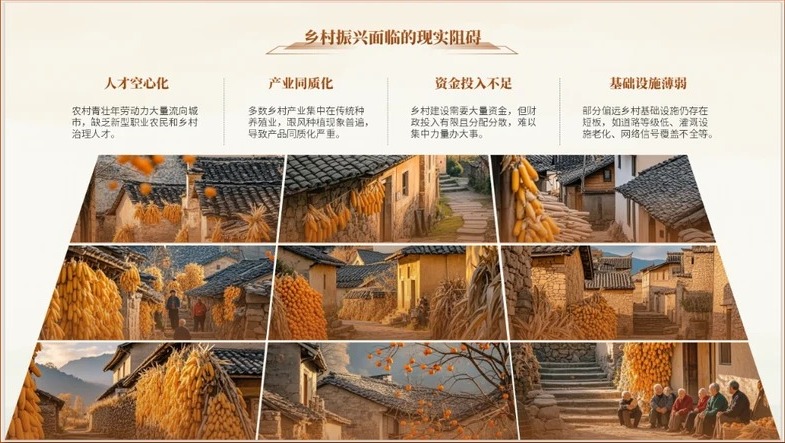 乡村振兴面临的现实阻碍
人才空心化
农村青壮年劳动力大量流向城
市，缺乏新型职业农民和乡村
治理人才。
产业同质化
多数乡村产业集中在传统种
养殖业，跟风种植现象普遍，
导致产品同质化严重。
资金投入不足
乡村建设需要大量资金，但财
政投入有限且分配分散，难以
集中力量办大事。
基础设施薄弱
部分偏远乡村基础设施仍存在
短板，如道路等级低、灌溉设
施老化、网络信号覆盖不全等。